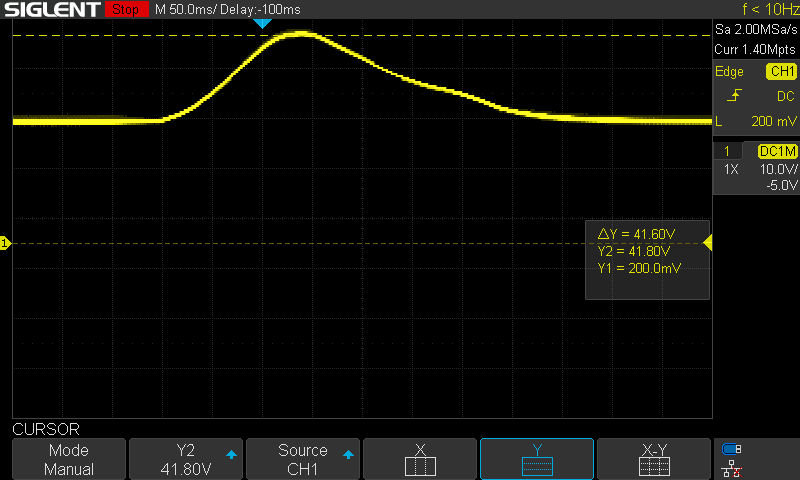 SIGLENT Stop M 50.0ms/ Delay:-100ms f < 10Hz
Sa 2.00MSa/s
Curr 1.40Mpts
Edge CH1
DC
L 200 mV
1 DC1M
1X 10.0V/
-5.0V
1
△Y = 41.60V
Y2 = 41.80V
Y1 = 200.0mV
CURSOR
Mode Y2 Source X Y X-Y
Manual 41.80V CH1